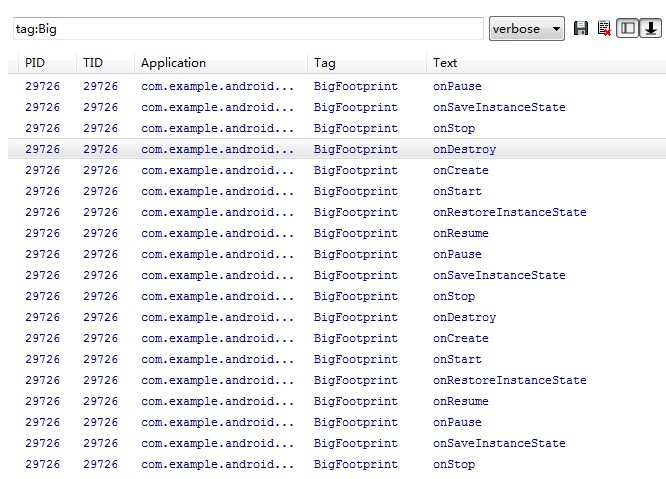 tag:Big verbose
PID TID Application Tag Text
29726 29726 com.example.android... BigFootprint onPause
29726 29726 com.example.android... BigFootprint onSaveInstanceState
29726 29726 com.example.android... BigFootprint onStop
29726 29726 com.example.android... BigFootprint onDestroy
29726 29726 com.example.android... BigFootprint onCreate
29726 29726 com.example.android... BigFootprint onStart
29726 29726 com.example.android... BigFootprint onRestoreInstanceState
29726 29726 com.example.android... BigFootprint onResume
29726 29726 com.example.android... BigFootprint onPause
29726 29726 com.example.android... BigFootprint onSaveInstanceState
29726 29726 com.example.android... BigFootprint onStop
29726 29726 com.example.android... BigFootprint onDestroy
29726 29726 com.example.android... BigFootprint onCreate
29726 29726 com.example.android... BigFootprint onStart
29726 29726 com.example.android... BigFootprint onRestoreInstanceState
29726 29726 com.example.android... BigFootprint onResume
29726 29726 com.example.android... BigFootprint onPause
29726 29726 com.example.android... BigFootprint onSaveInstanceState
29726 29726 com.example.android... BigFootprint onStop